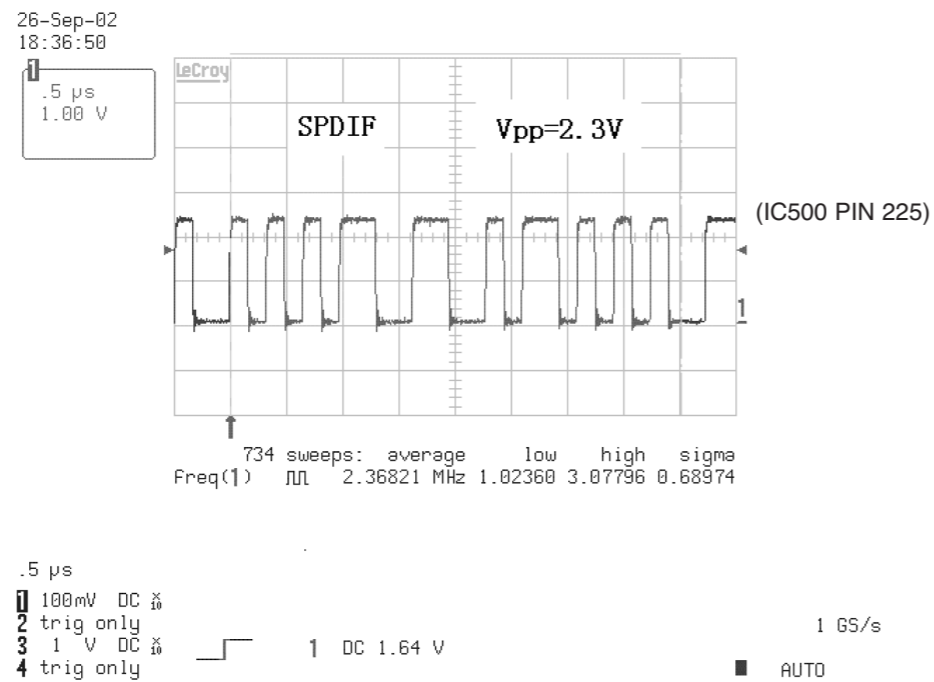 26-Sep-02
18:36:50
1
.5 µs
1.00 V
LeCroy
SPDIF
Vpp=2.3V
(IC500 PIN 225)
1
734 sweeps: average low high sigma
Freq(1) 2.36821 MHz 1.02360 3.07796 0.68974
.5 µs
1 100mV DC X10
2 trig only
3 1 V DC X10
4 trig only
1 DC 1.64 V
1 GS/s
AUTO